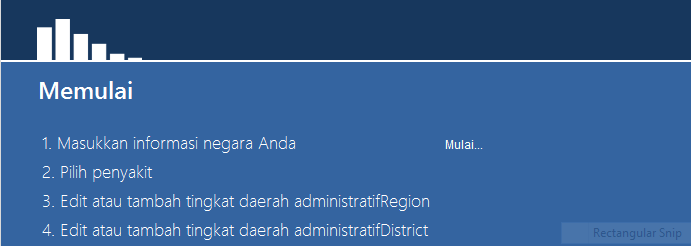 Memulai
1. Masukkan informasi negara Anda
Mulai...
2. Pilih penyakit
3. Edit atau tambah tingkat daerah administratifRegion
4. Edit atau tambah tingkat daerah administratifDistrict
Rectangular Snip